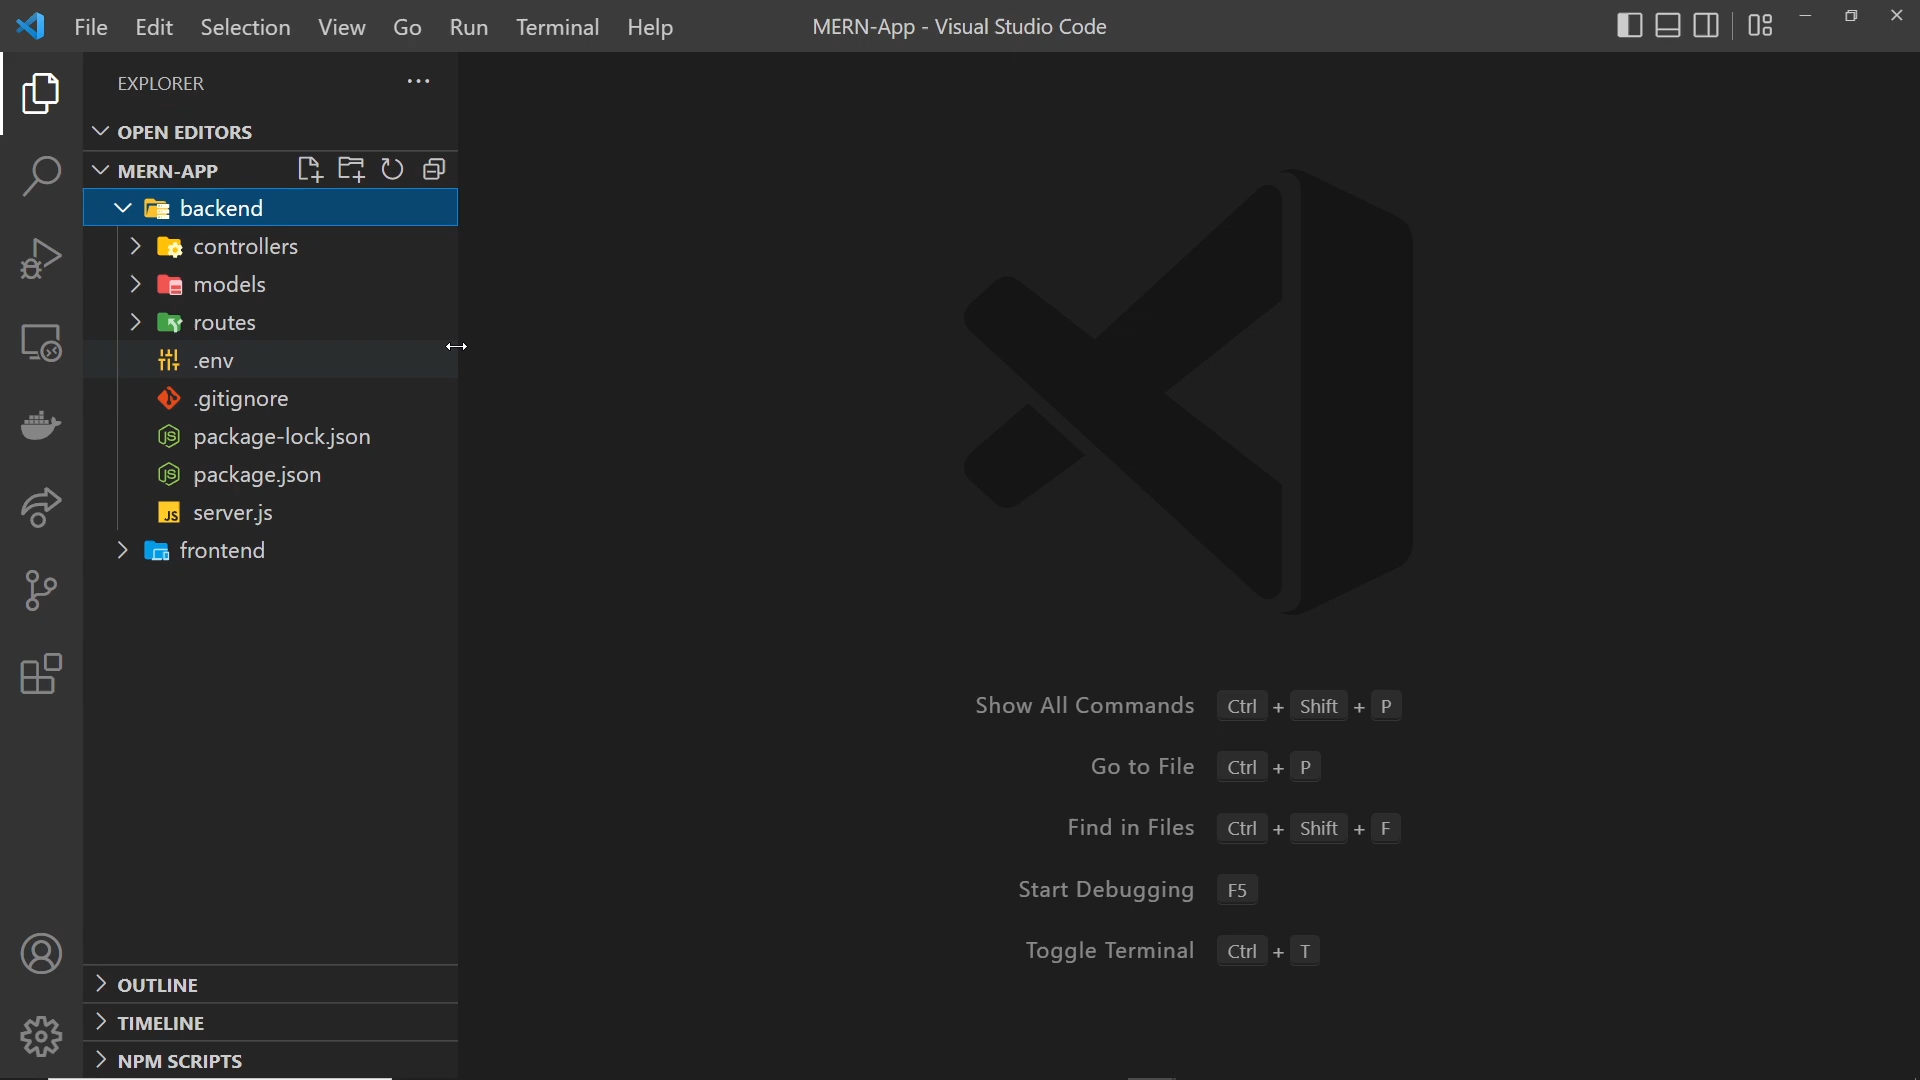 File Edit Selection View Go Run Terminal Help
MERN-App - Visual Studio Code
EXPLORER
OPEN EDITORS
MERN-APP
backend
controllers
models
routes
.env
.gitignore
package-lock.json
package.json
server.js
frontend
OUTLINE
TIMELINE
NPM SCRIPTS
Show All Commands Ctrl + Shift + P
Go to File Ctrl + P
Find in Files Ctrl + Shift + F
Start Debugging F5
Toggle Terminal Ctrl + T